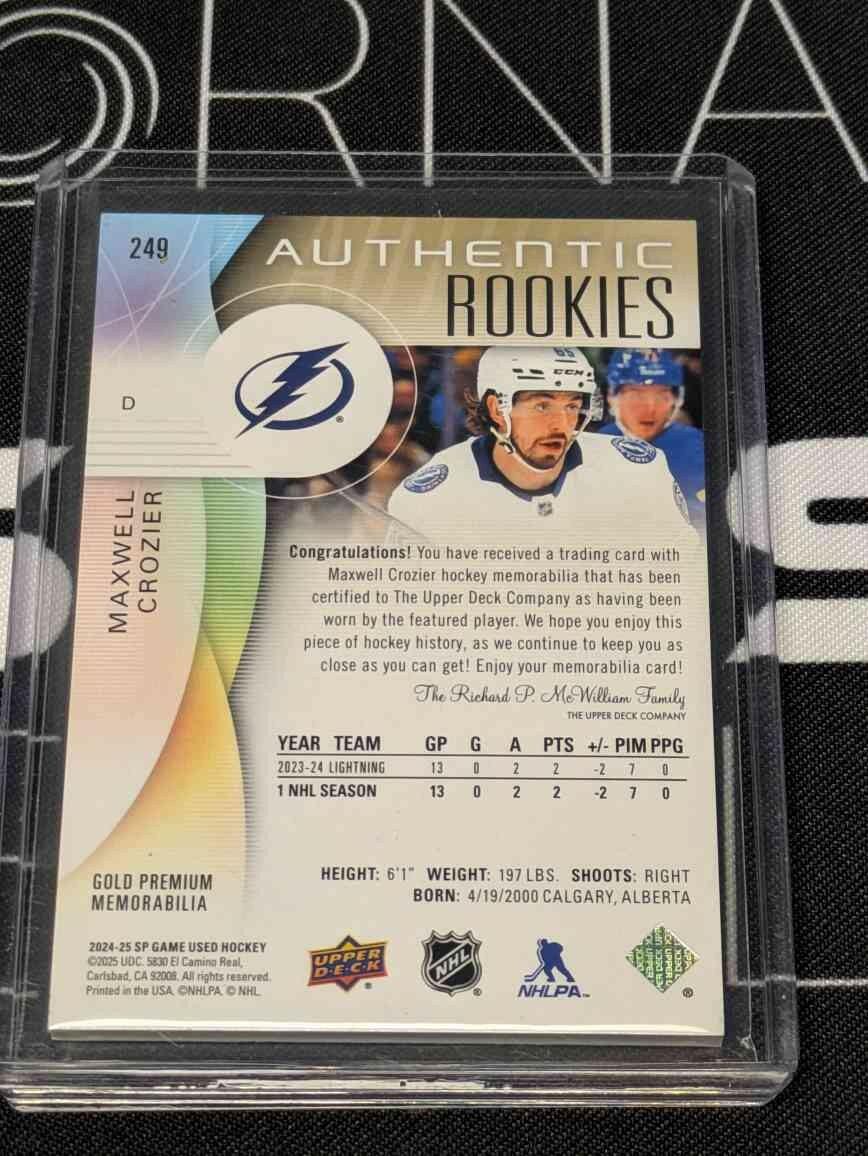 ORNA
249
AUTHENTIC
ROOKIES
D
65
CCM
MAXWELL
CROZIER
Congratulations! You have received a trading card with
Maxwell Crozier hockey memorabilia that has been
certified to The Upper Deck Company as having been
worn by the featured player. We hope you enjoy this
piece of hockey history, as we continue to keep you as
close as you can get! Enjoy your memorabilia card!
The Richard P. McWilliam Family
THE UPPER DECK COMPANY
YEAR TEAM GP G A PTS +/- PIM PPG
2023-24 LIGHTNING 13 0 2 2 -2 7 0
1 NHL SEASON 13 0 2 2 -2 7 0
HEIGHT: 6'1" WEIGHT: 197 LBS. SHOOTS: RIGHT
BORN: 4/19/2000 CALGARY, ALBERTA
GOLD PREMIUM
MEMORABILIA
2024-25 SP GAME USED HOCKEY
©2025 UDC. 5830 El Camino Real,
Carlsbad, CA 92008. All rights reserved.
Printed in the USA. ©NHLPA. © NHL.
UPPER
D·E·C·K
®
NHL
®
NHLPA™
®